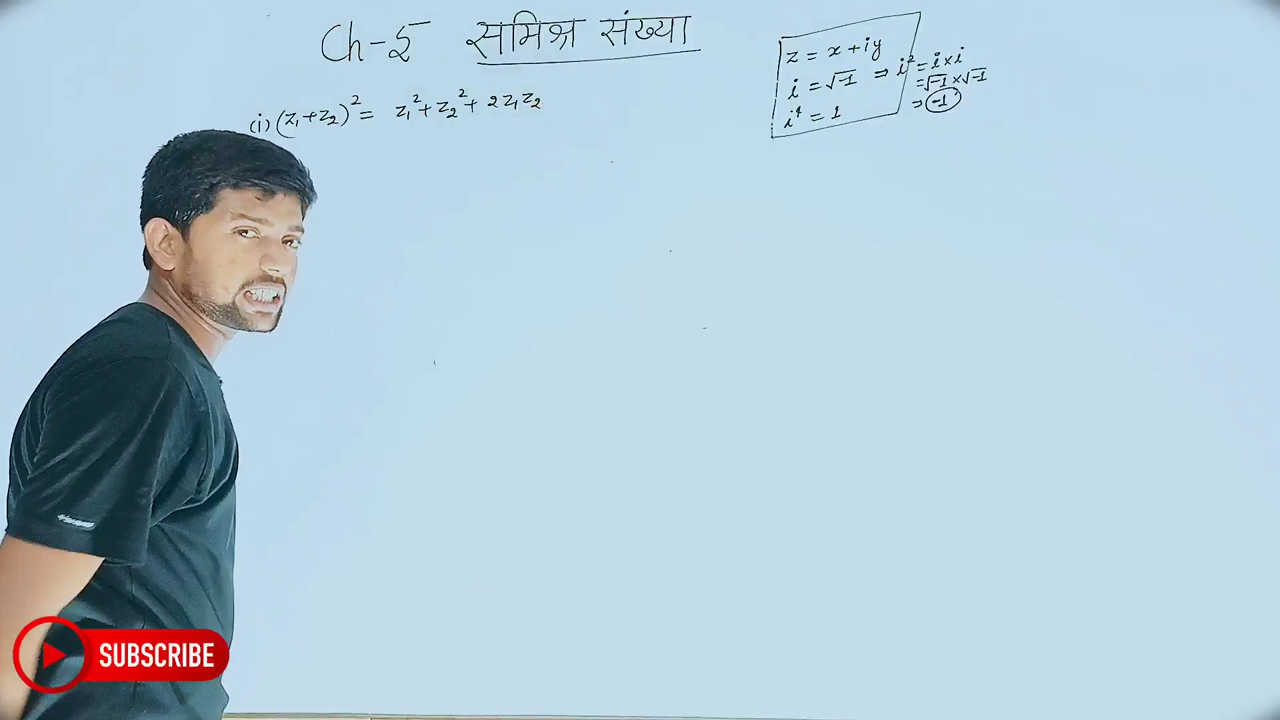 Ch-5 समिश्र संख्या
(i) (z₁+z₂)² = z₁²+z₂²+ 2z₁z₂
z = x+iy
i = √-1 ⇒ i² = i×i
= √-1 × √-1
i⁴ = 1
⇒ -1
SUBSCRIBE